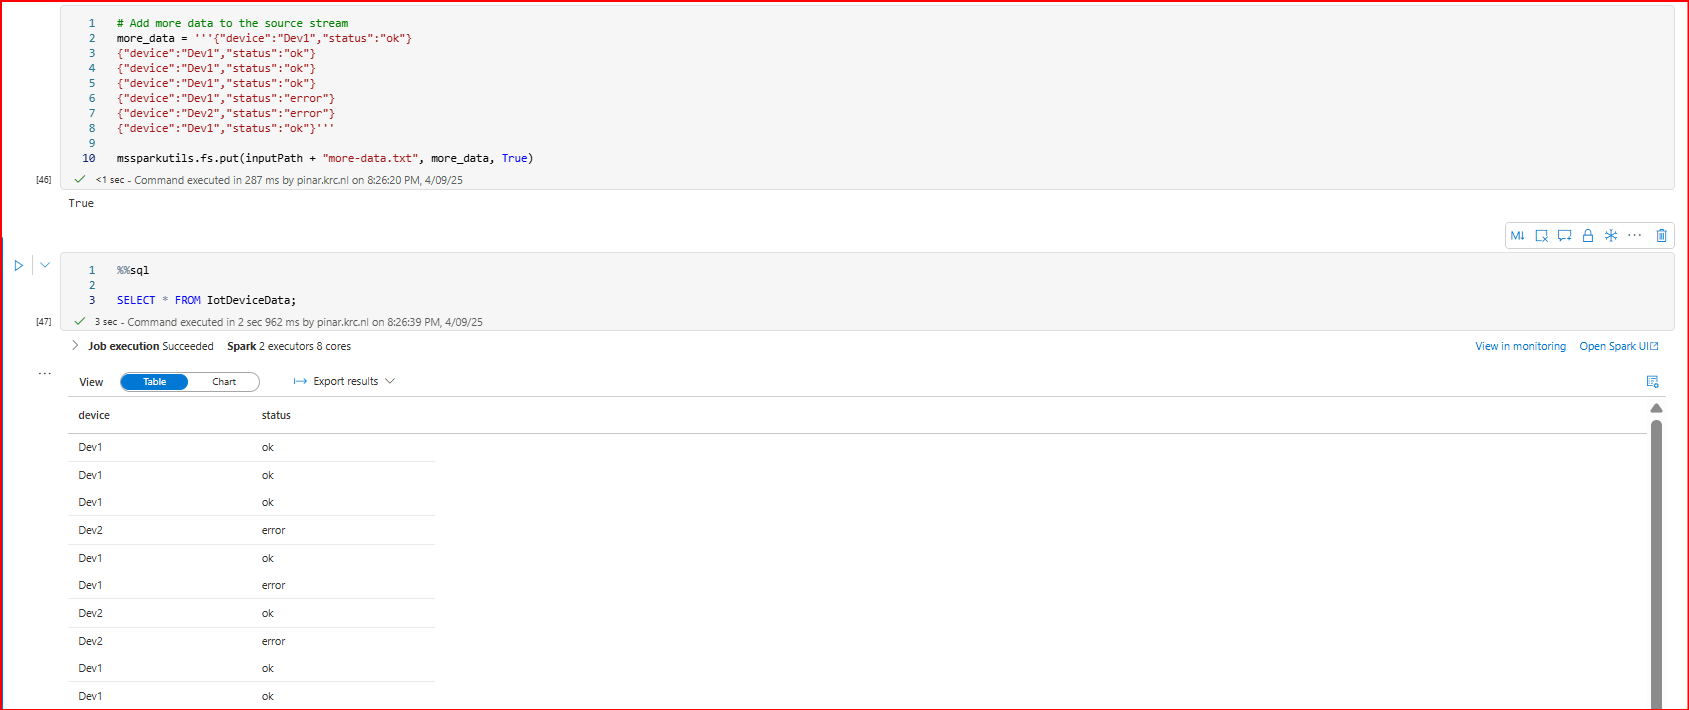 1 # Add more data to the source stream
2 more_data = '''{"device":"Dev1","status":"ok"}
3 {"device":"Dev1","status":"ok"}
4 {"device":"Dev1","status":"ok"}
5 {"device":"Dev1","status":"ok"}
6 {"device":"Dev1","status":"error"}
7 {"device":"Dev2","status":"error"}
8 {"device":"Dev1","status":"ok"}'''
9
10 mssparkutils.fs.put(inputPath + "more-data.txt", more_data, True)
[46] <1 sec - Command executed in 287 ms by pinar.krc.nl on 8:26:20 PM, 4/09/25
True
M↓
1 %%sql
2
3 SELECT * FROM IotDeviceData;
[47] 3 sec - Command executed in 2 sec 962 ms by pinar.krc.nl on 8:26:39 PM, 4/09/25
Job execution Succeeded Spark 2 executors 8 cores View in monitoring Open Spark UI
View Table Chart Export results
device status
Dev1 ok
Dev1 ok
Dev1 ok
Dev2 error
Dev1 ok
Dev1 error
Dev2 ok
Dev2 error
Dev1 ok
Dev1 ok